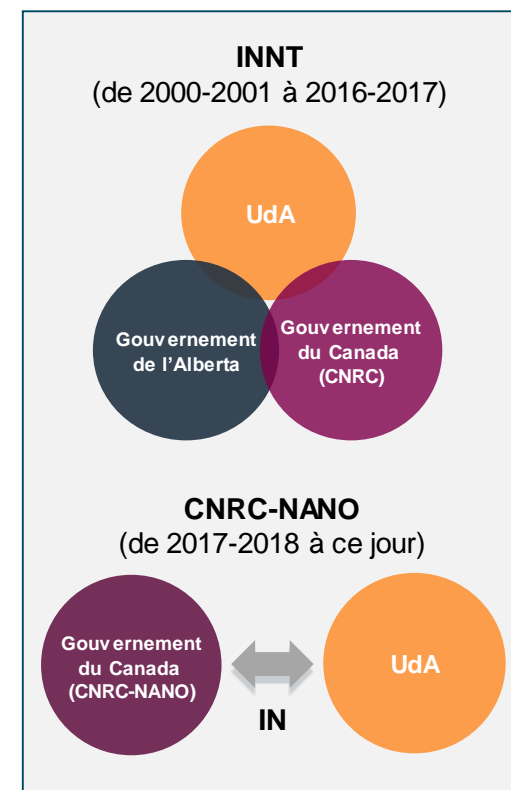 INNT
(de 2000-2001 à 2016-2017)
UdA
Gouvernement
de l'Alberta
Gouvernement
du Canada
(CNRC)
CNRC-NANO
(de 2017-2018 à ce jour)
Gouvernement
du Canada
(CNRC-NANO)
IN
UdA